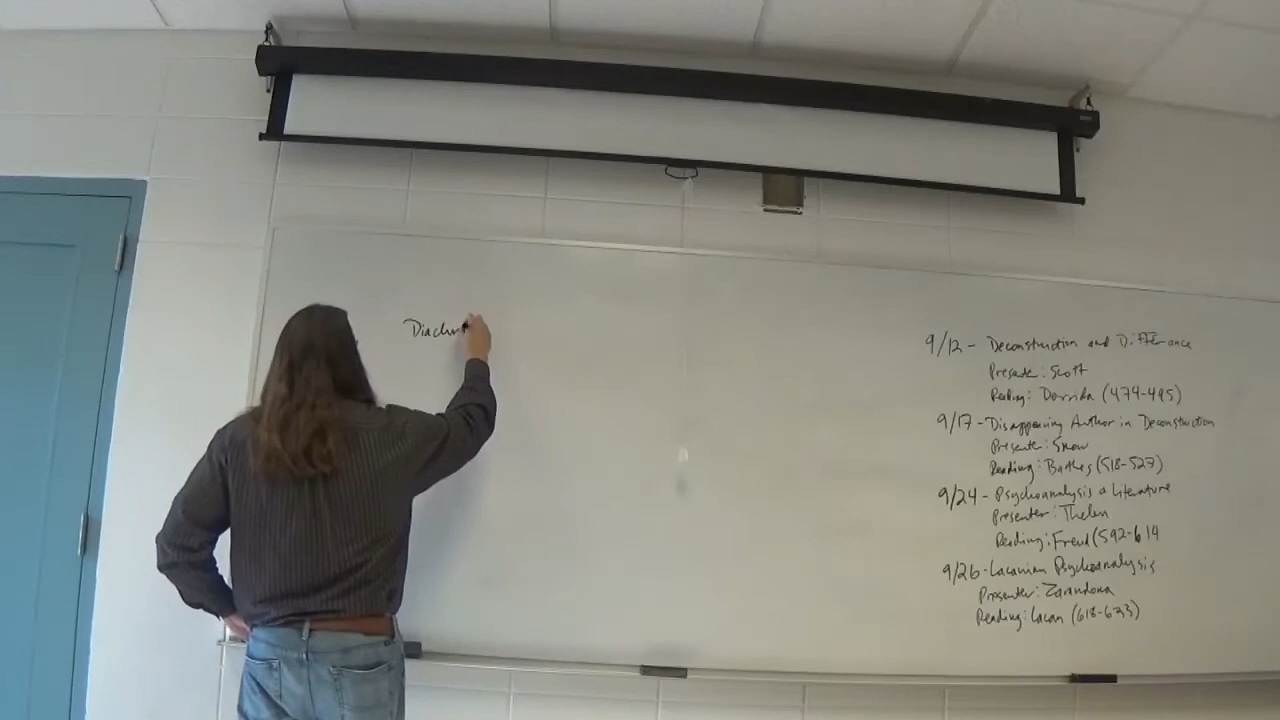 Diachr
9/12 - Deconstruction and Differance
Presenter: Scott
Reading: Derrida (474-495)
9/17 - Disappearing Author in Deconstruction
Presenter: Snow
Reading: Barthes (518-527)
9/24 - Psychoanalysis & Literature
Presenter: Thelen
Reading: Freud (592-614
9/26 - Lacanian Psychoanalysis
Presenter: Zarandona
Reading: Lacan (618-633)